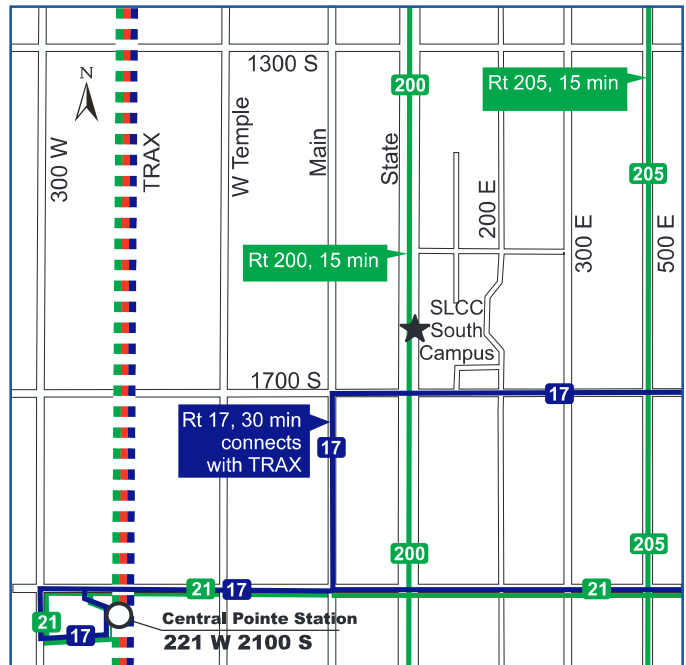 1300 S
N
200
Rt 205, 15 min
300 W
TRAX
W Temple
Main
State
205
200 E
300 E
500 E
Rt 200, 15 min
SLCC
South
Campus
1700 S
17
Rt 17, 30 min
connects
with TRAX
17
200
205
21
17
21
21
17
Central Pointe Station
221 W 2100 S